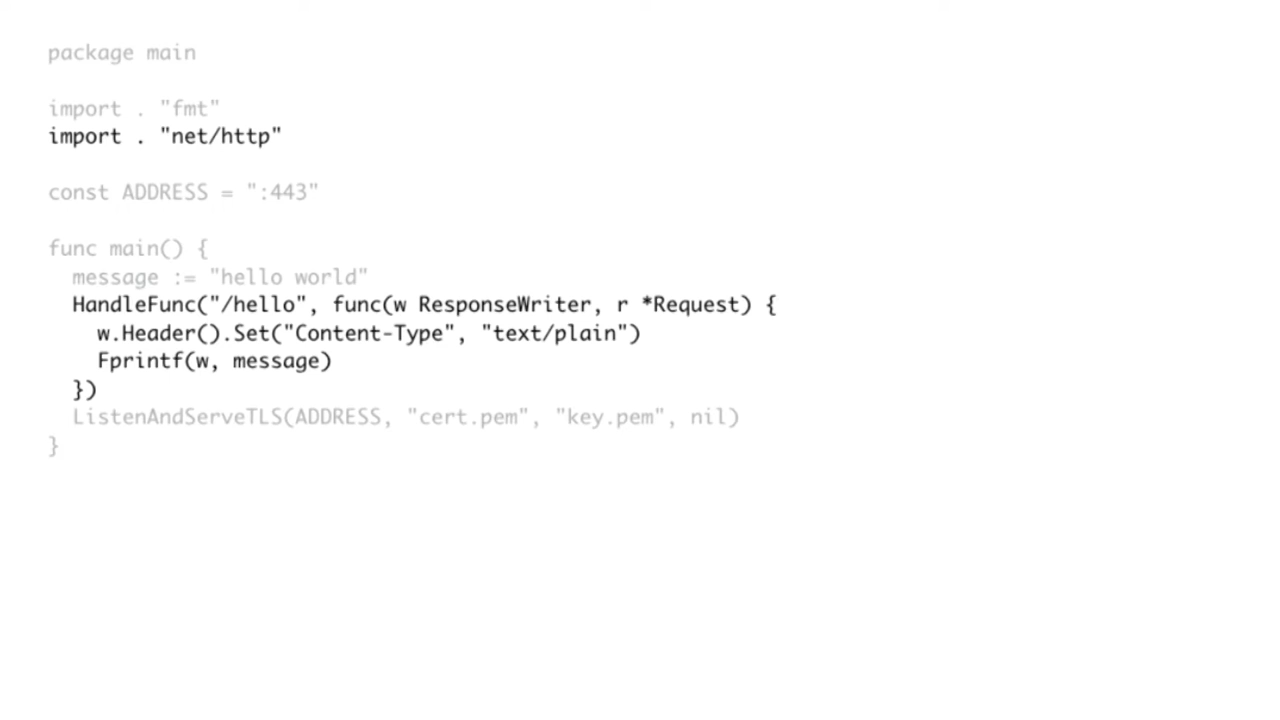 package main
import . "fmt"
import . "net/http"
const ADDRESS = ":443"
func main() {
message := "hello world"
HandleFunc("/hello", func(w ResponseWriter, r *Request) {
w.Header().Set("Content-Type", "text/plain")
Fprintf(w, message)
})
ListenAndServeTLS(ADDRESS, "cert.pem", "key.pem", nil)
}